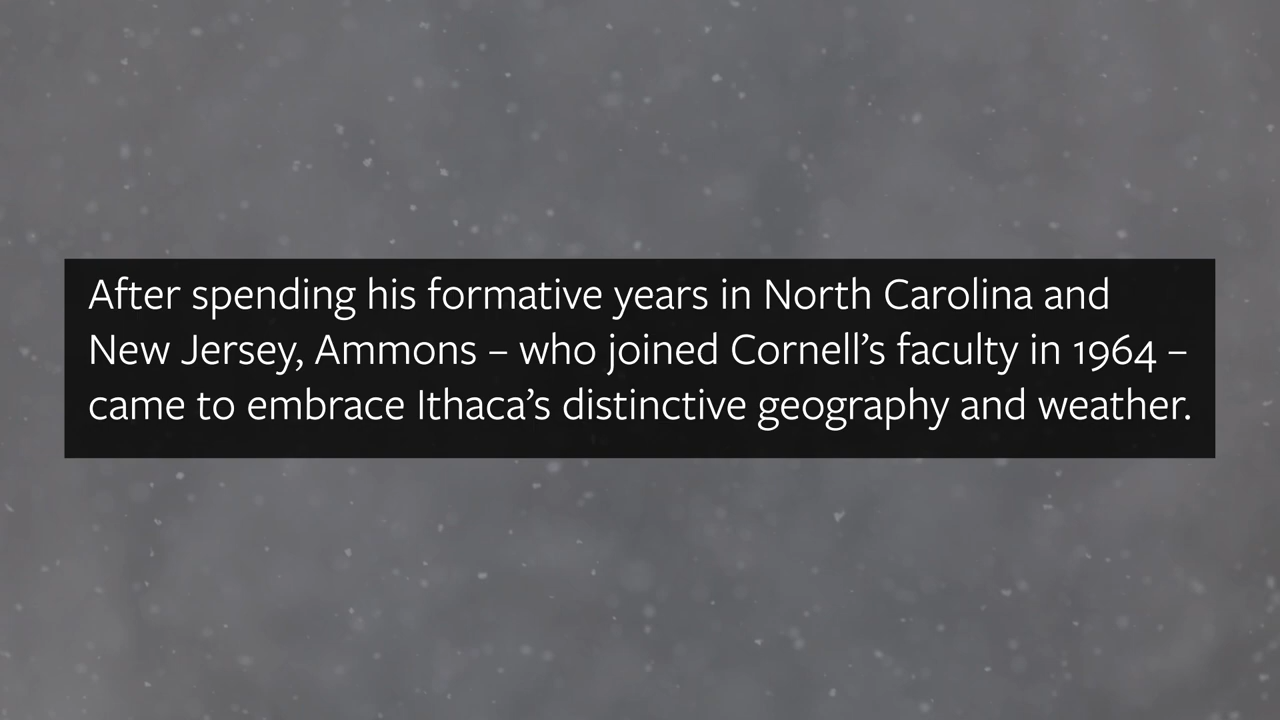 After spending his formative years in North Carolina and
New Jersey, Ammons – who joined Cornell’s faculty in 1964 –
came to embrace Ithaca’s distinctive geography and weather.